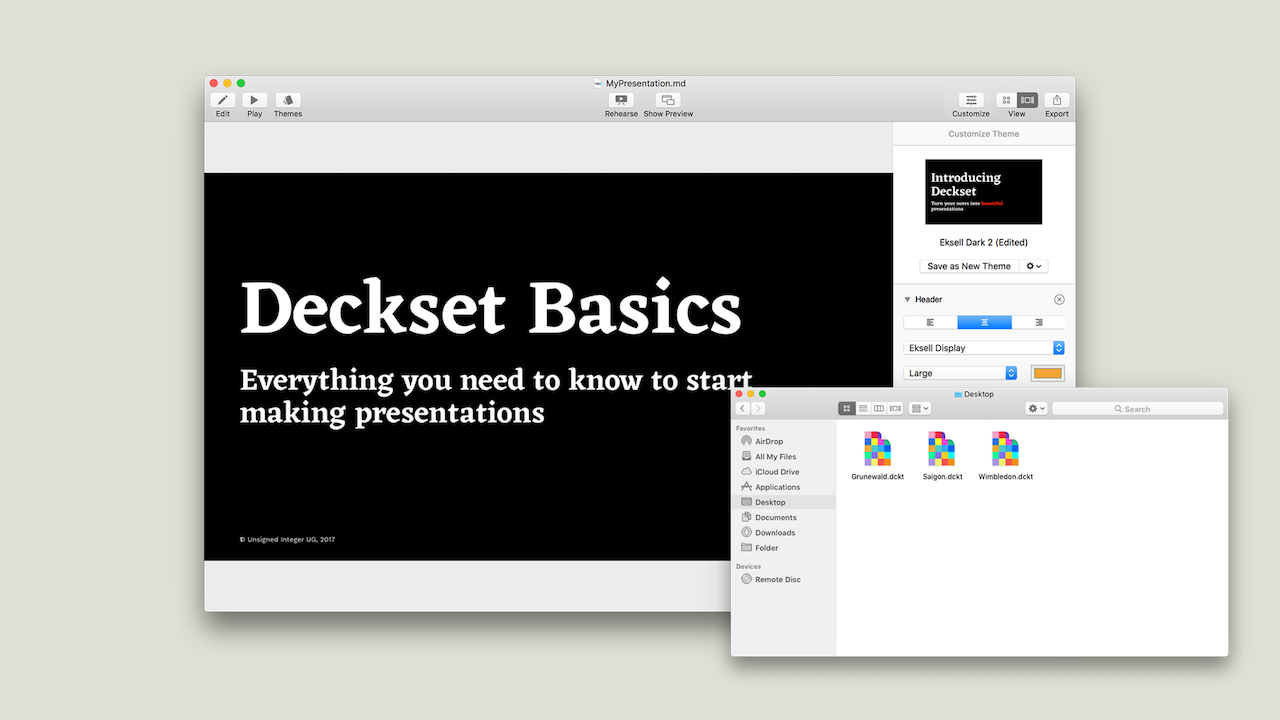 MyPresentation.md
Edit Play Themes Rehearse Show Preview Customize View Export
Customize Theme
Introducing
Deckset
Turn your notes into beautiful
presentations
Eksell Dark 2 (Edited)
Save as New Theme
Header
Eksell Display
Large
Deckset Basics
Everything you need to know to start
making presentations
© Unsigned Integer UG, 2017
Desktop
Search
Favorites
AirDrop
All My Files
iCloud Drive
Applications
Desktop
Documents
Downloads
Folder
Devices
Remote Disc
Grunewald.dckt Saigon.dckt Wimbledon.dckt